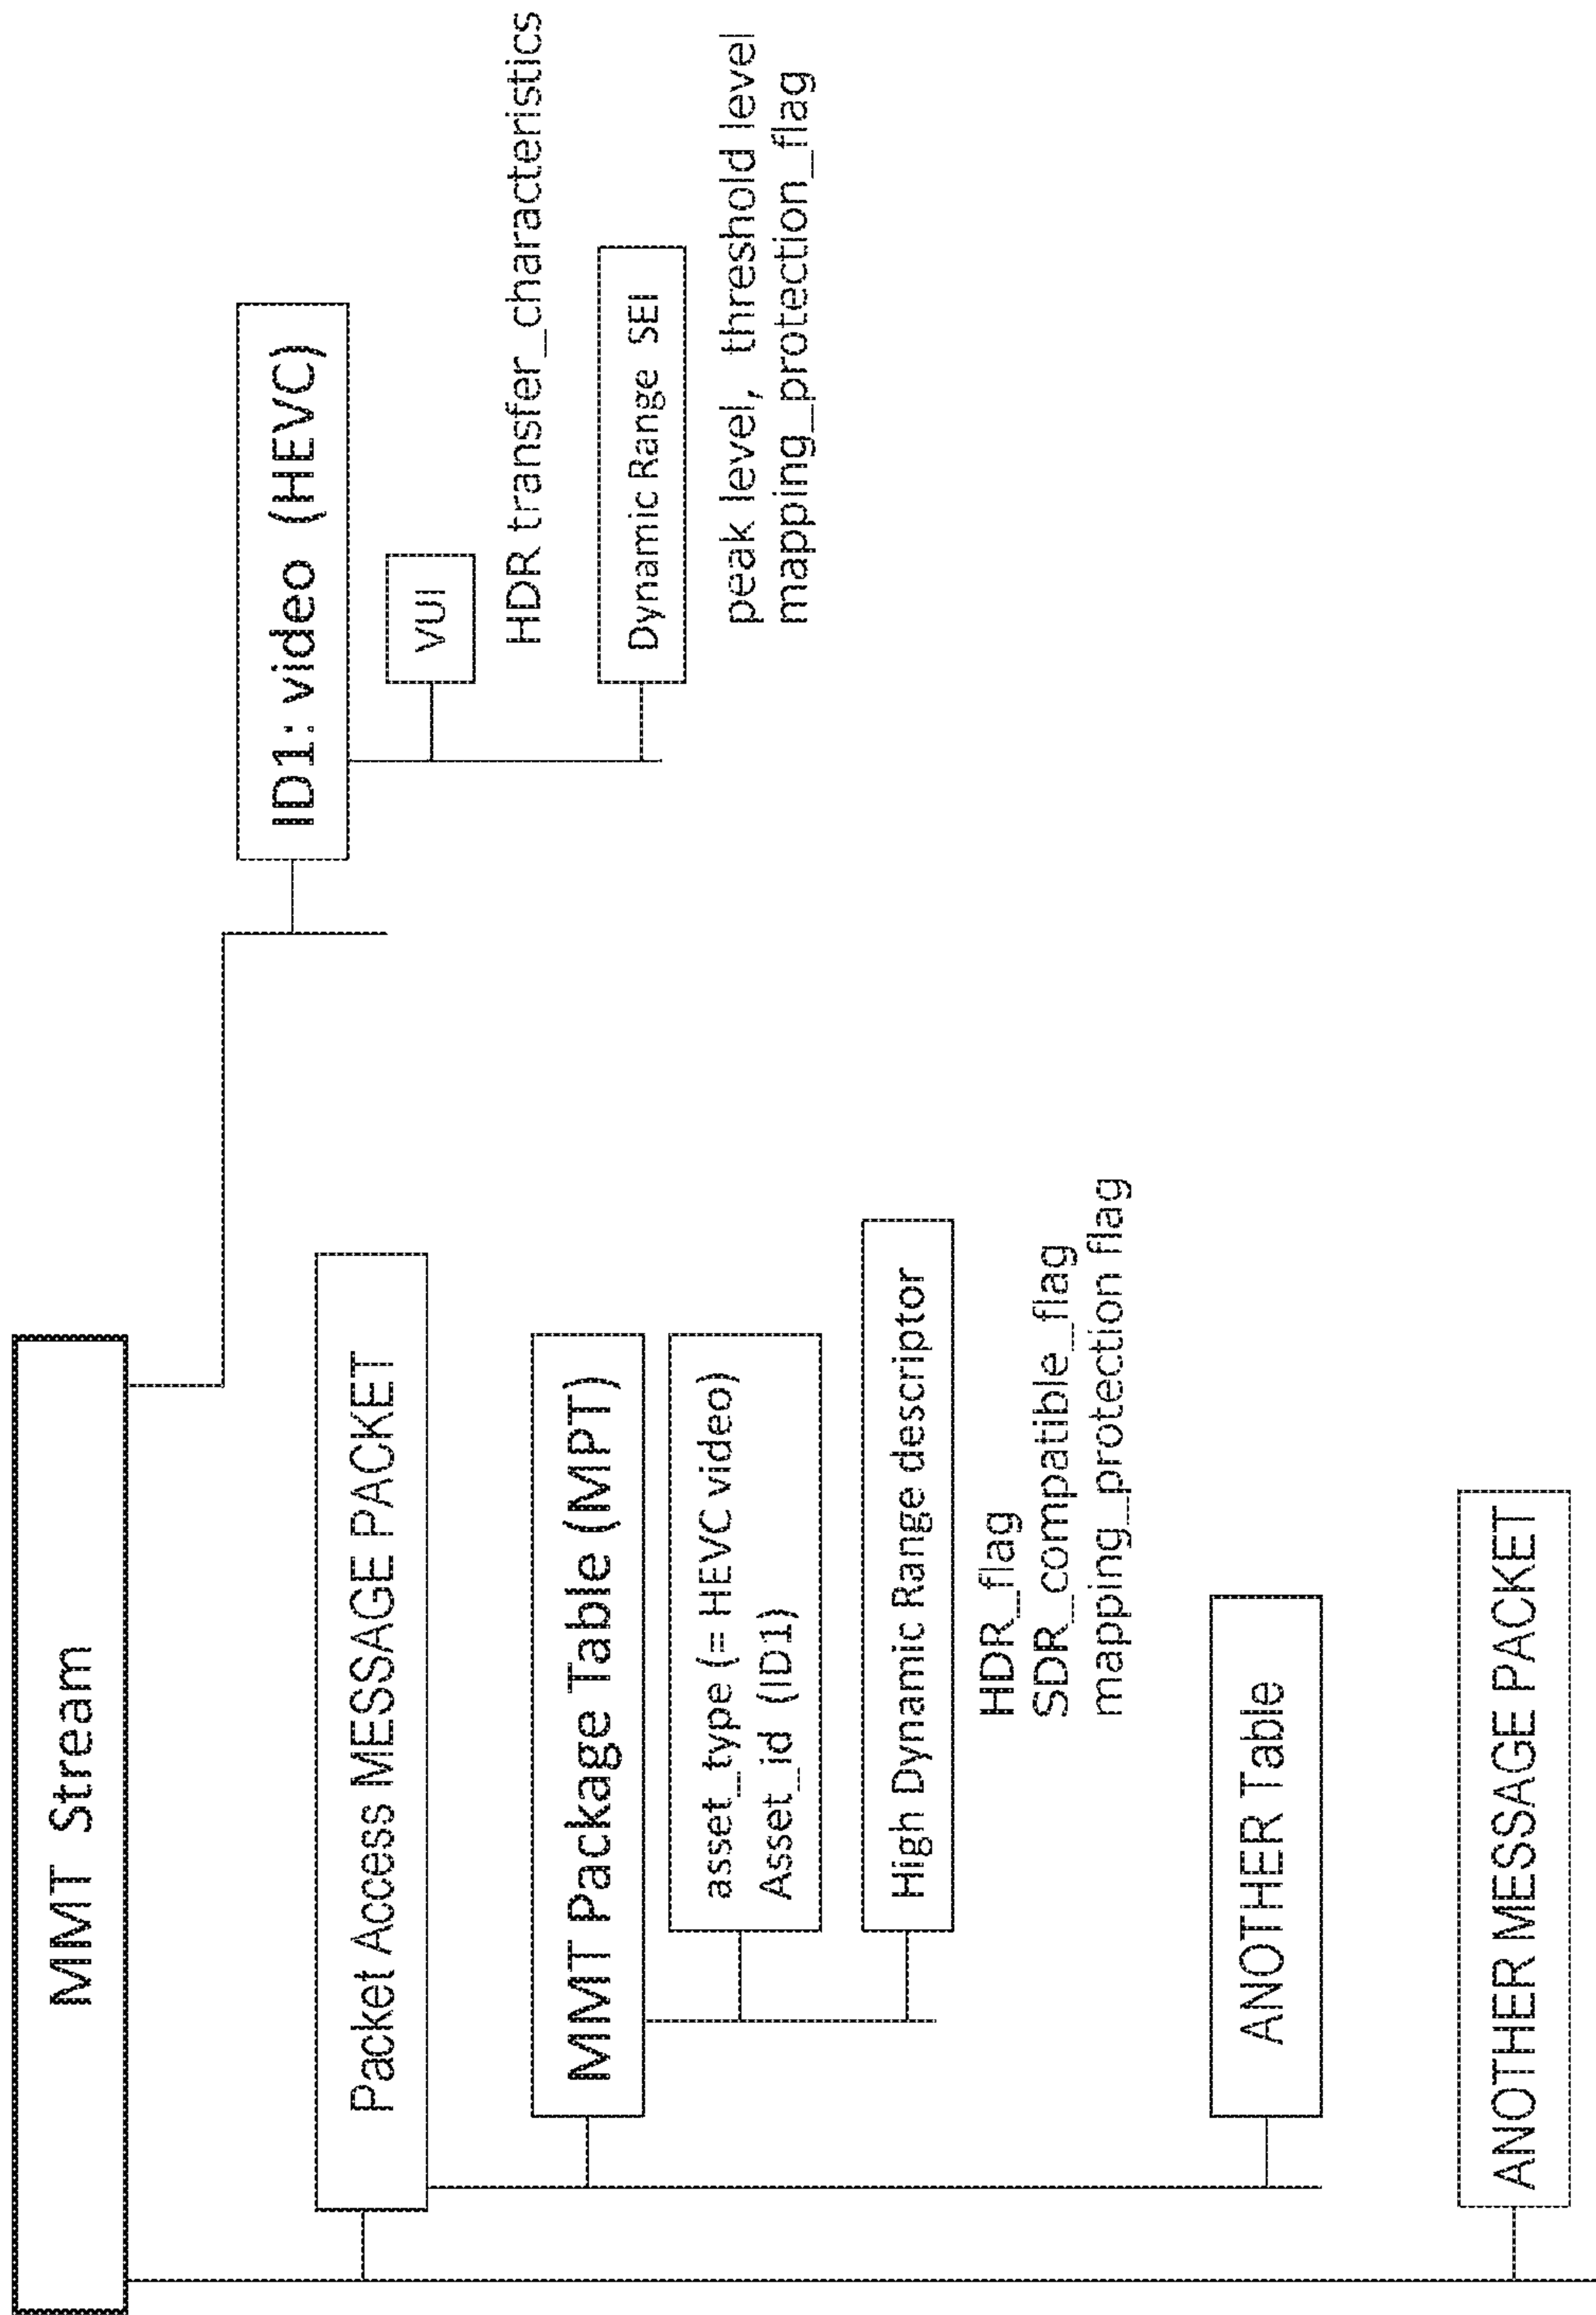 MMT Stream
Packet Access MESSAGE PACKET
MMT Package Table (MPT)
asset_type (= HEVC video)
Asset_id (ID1)
High Dynamic Range descriptor
HDR_flag
SDR_compatible_flag
mapping_protection flag
ANOTHER Table
ANOTHER MESSAGE PACKET
ID1: video (HEVC)
VUI
HDR transfer_characteristics
Dynamic Range SEI
peak level, threshold level
mapping_protection_flag